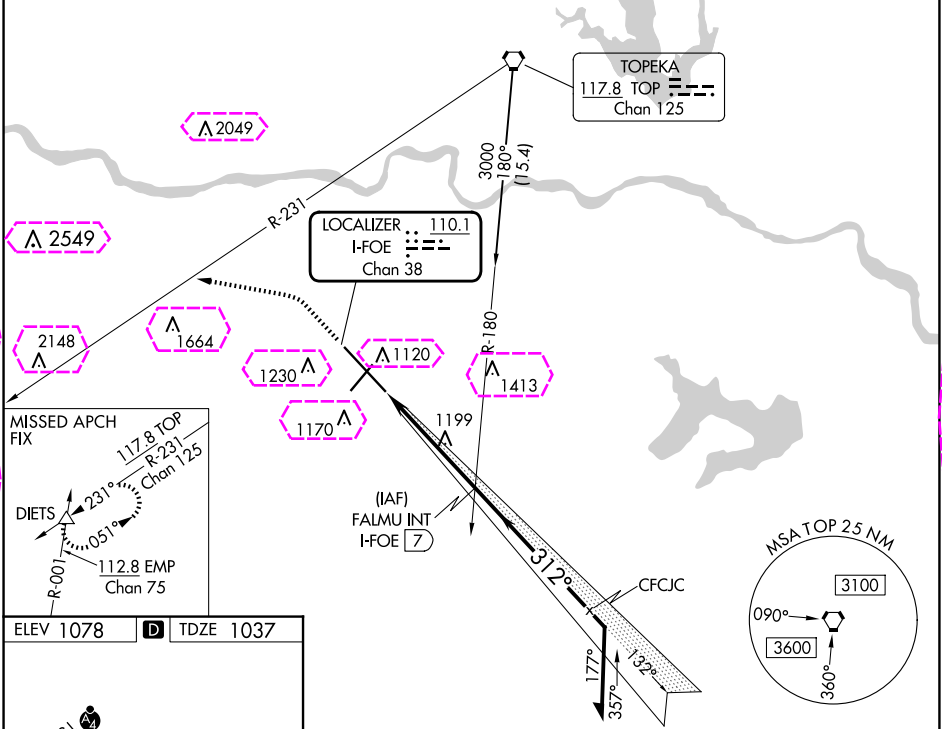 TOPEKA
117.8 TOP
Chan 125
2049
3000
180°
(15.4)
R-231
LOCALIZER 110.1
I-FOE
Chan 38
2549
2148
1664
1230
1120
R-180
1413
1170
1199
MISSED APCH
FIX
117.8 TOP
R-231
Chan 125
DIETS
231°
051°
R-001
112.8 EMP
Chan 75
(IAF)
FALMU INT
I-FOE 7
312°
CFCJC
177°
357°
132°
MSA TOP 25 NM
3100
090°
3600
360°
ELEV 1078 D TDZE 1037
A4